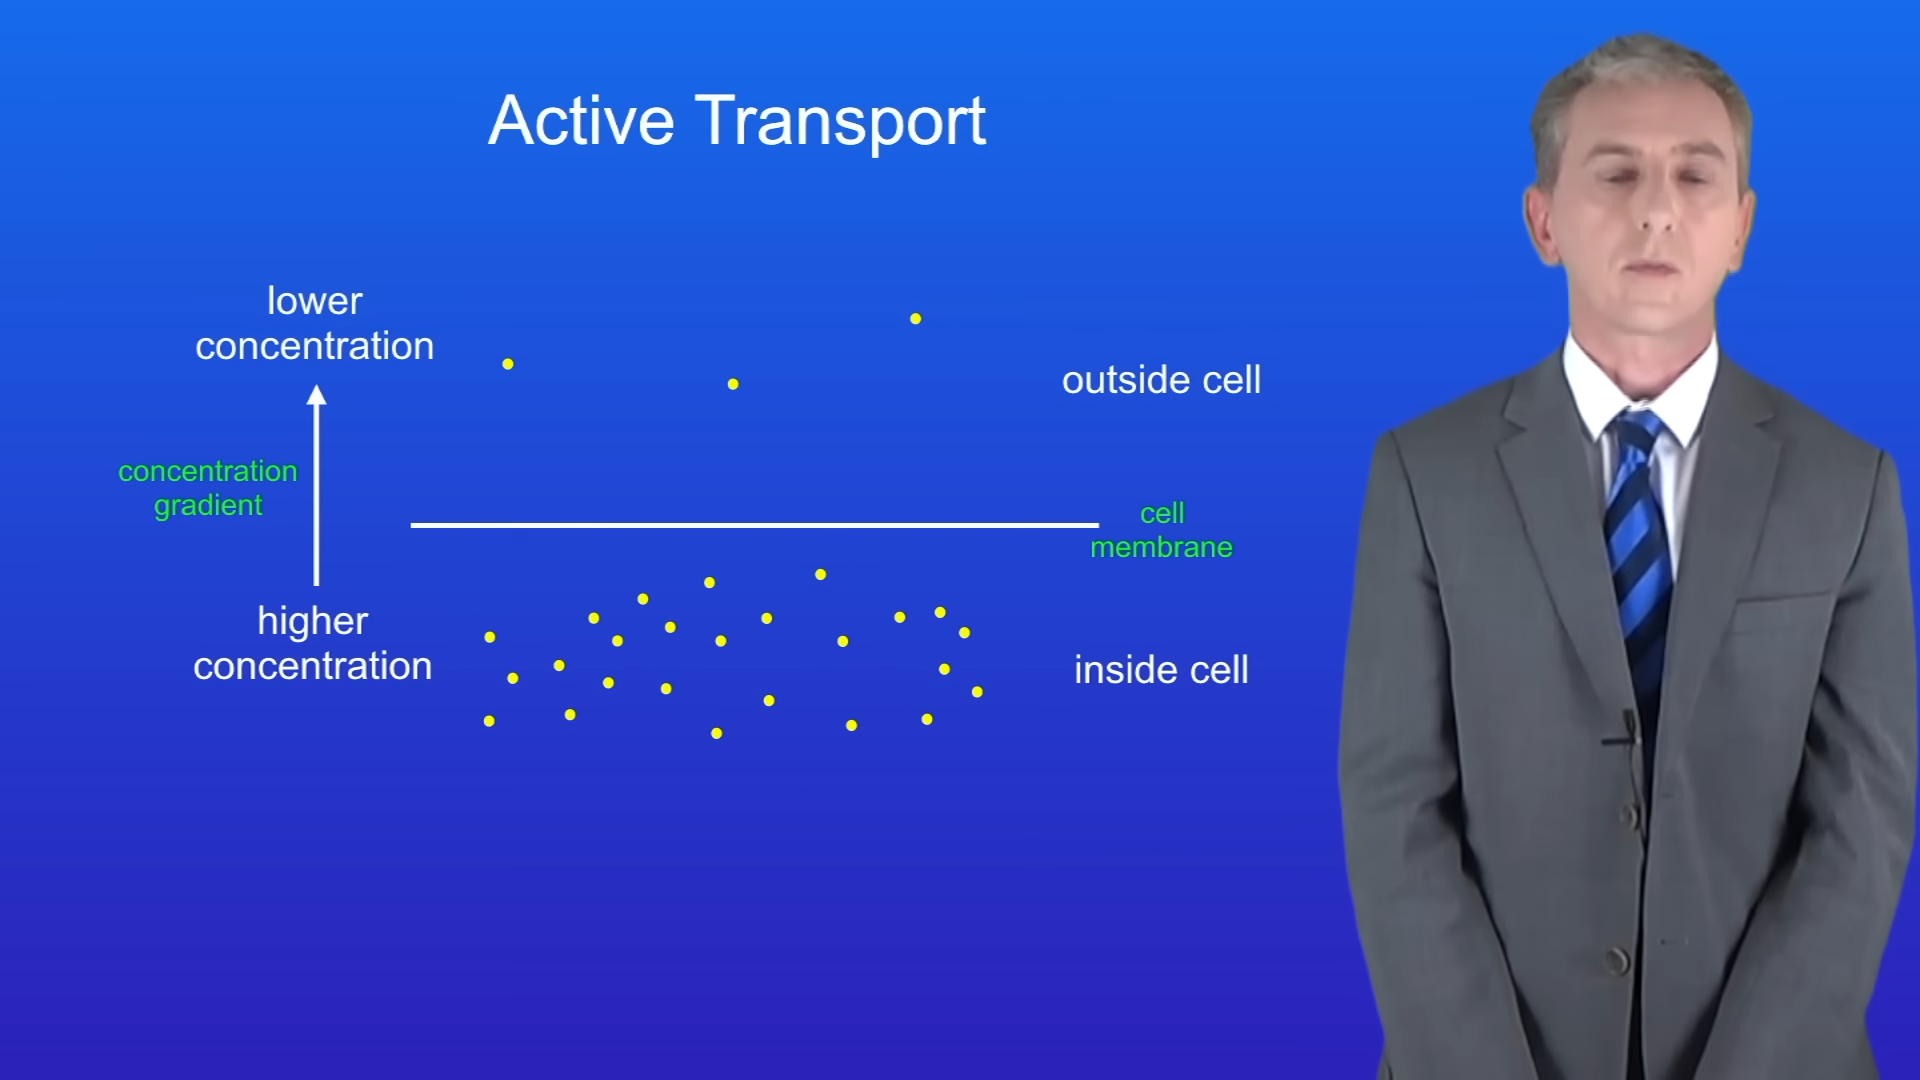 Active Transport
lower
concentration
outside cell
concentration
gradient
cell
membrane
higher
concentration
inside cell